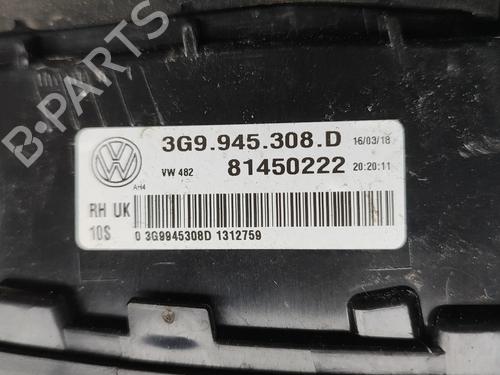 B-Parts
3G9.945.308.D 16/03/18
VW 482 81450222 20:20:11
AH4
RH UK
10S 0 3G9945308D 1312759